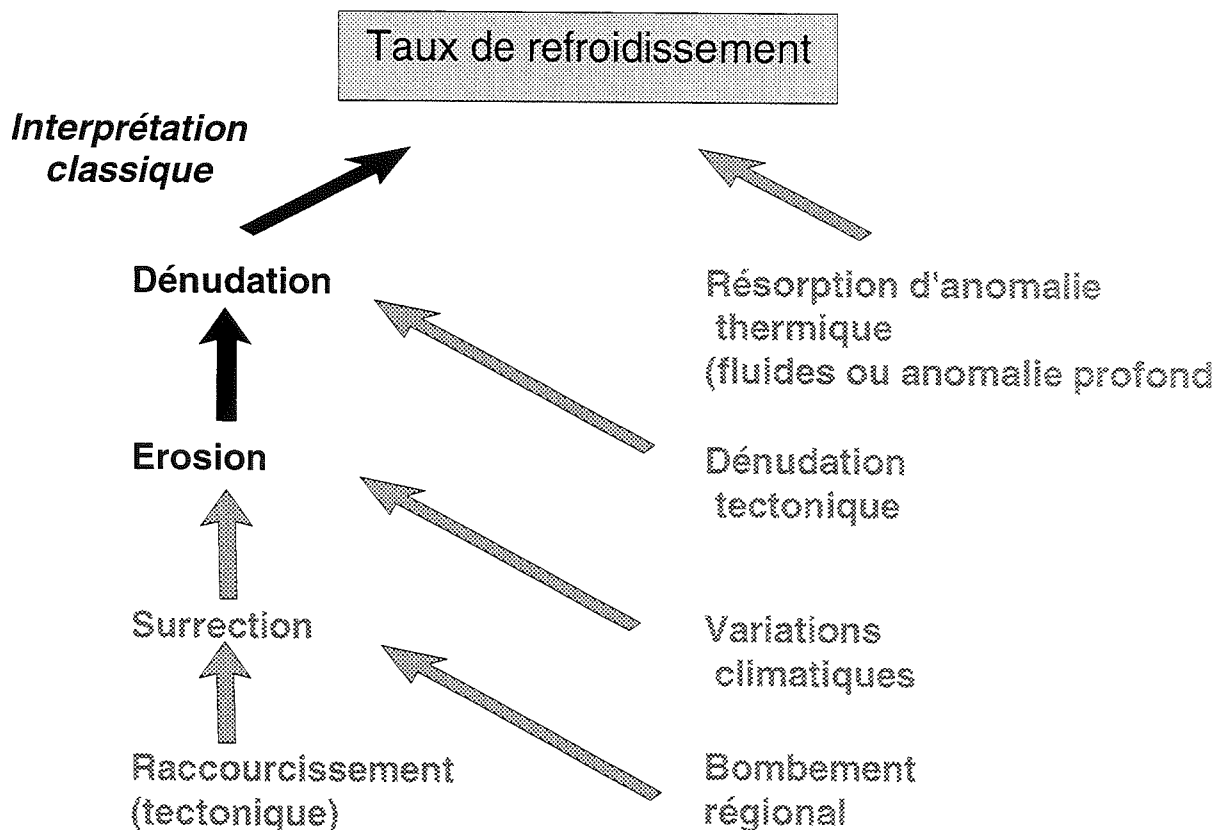 Taux de refroidissement
Interprétation
classique
Dénudation
Résorption d'anomalie
thermique
(fluides ou anomalie profond
Erosion
Dénudation
tectonique
Surrection
Variations
climatiques
Raccourcissement
(tectonique)
Bombement
régional